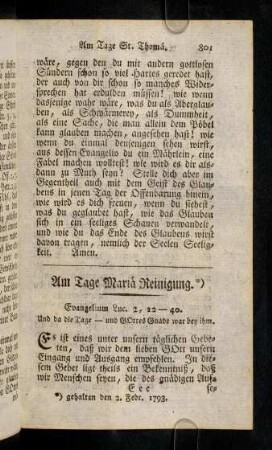 Am Tage St. Thomä. 801
wäre, gegen den du mit andern gottlosen
Sündern schon so viel Hartes geredet hast,
der auch von dir schon so manches Wider-
sprechen hat erdulden müssen! wie wenn
dasjenige wahr wäre, was du als Aberglau-
ben, als Schwärmerey, als Dummheit,
als eine Sache, die man allein dem Pöbel
kann glauben machen, angesehen hast! wie
wenn du einmal denjenigen sehen wirst,
aus dessen Evangelio du ein Mährlein, eine
Fabel machen wolltest! wie wird es dir als-
dann zu Muth seyn? Stelle dich aber im
Gegentheil auch mit dem Geist des Glau-
bens in jenen Tag der Offenbarung hinein,
wie wird es dich freuen, wenn du siehest,
was du geglaubet hast, wie das Glauben
sich in ein seeliges Schauen verwandelt,
und wie du das Ende des Glaubens wirst
davon tragen, nemlich der Seelen Seelig-
keit. Amen.
Am Tage Mariä Reinigung.*)
Evangelium Luc. 2, 22—40.
Und da die Tage — und GOttes Gnade war bey ihm.
Es ist eines unter unsern täglichen Gebe-
ten, daß wir dem lieben GOtt unsern
Eingang und Ausgang empfehlen. In die-
sem Gebet ligt theils ein Bekenntniß, daß
wir Menschen seyen, die des gnädigen Auf-
Eee se-
*) gehalten den 2. Febr. 1793.